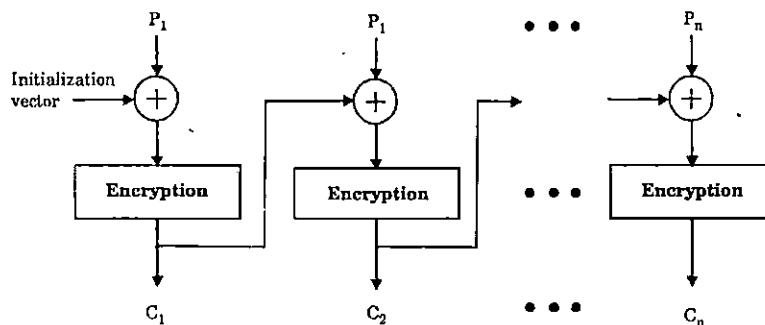 P1 P1 Pn
Initialization
vector
Encryption Encryption Encryption
C1 C2 Cn